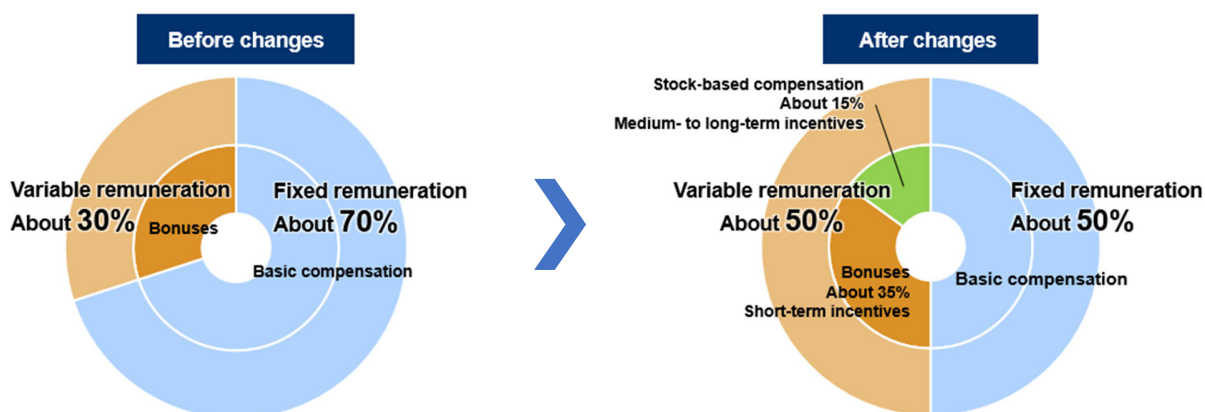 Before changes
Variable remuneration
About 30%
Bonuses
Fixed remuneration
About 70%
Basic compensation
After changes
Stock-based compensation
About 15%
Medium- to long-term incentives
Variable remuneration
About 50%
Fixed remuneration
About 50%
Bonuses
About 35%
Short-term incentives
Basic compensation